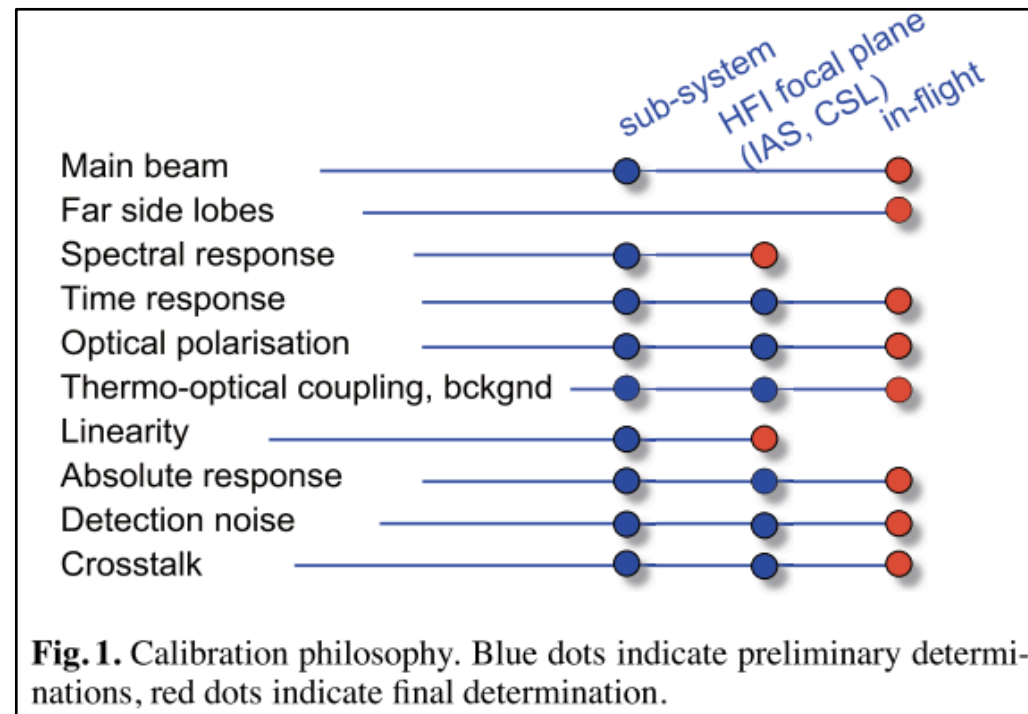 sub-system
HFI focal plane
(IAS, CSL)
in-flight
Main beam
Far side lobes
Spectral response
Time response
Optical polarisation
Thermo-optical coupling, bckgnd
Linearity
Absolute response
Detection noise
Crosstalk
Fig. 1. Calibration philosophy. Blue dots indicate preliminary determi-
nations, red dots indicate final determination.